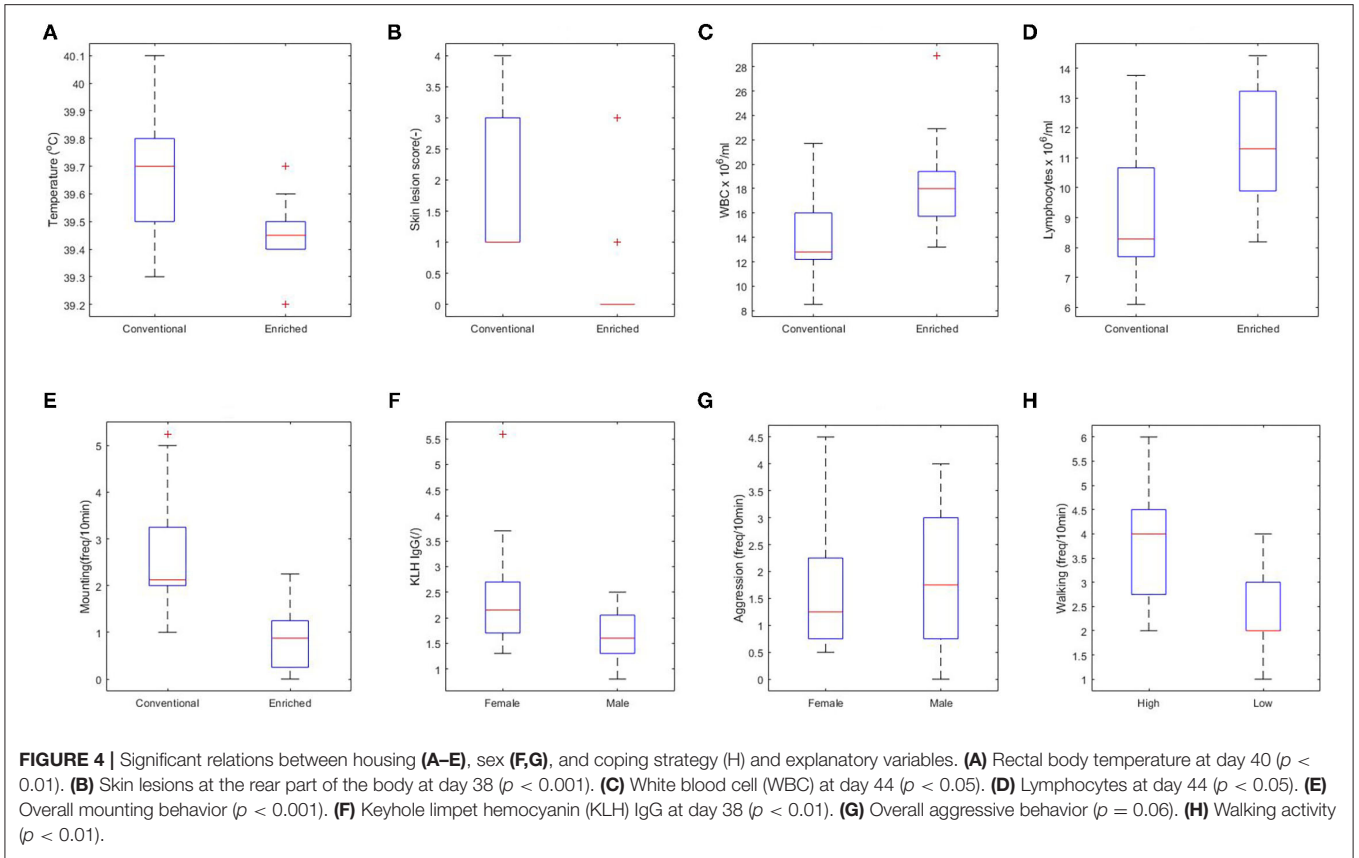 A
Temperature (°C)
40.1
40
39.9
39.8
39.7
39.6
39.5
39.4
39.3
39.2
Conventional Enriched
B
Skin lesion score(-)
4
3.5
3
2.5
2
1.5
1
0.5
0
Conventional Enriched
C
WBC x 10⁶/ml
28
26
24
22
20
18
16
14
12
10
8
Conventional Enriched
D
Lymphocytes x 10⁶/ml
14
13
12
11
10
9
8
7
6
Conventional Enriched
E
Mounting(freq/10min)
5
4
3
2
1
0
Conventional Enriched
F
KLH IgG(/)
5.5
5
4.5
4
3.5
3
2.5
2
1.5
1
Female Male
G
Aggression (freq/10min)
4.5
4
3.5
3
2.5
2
1.5
1
0.5
0
Female Male
H
Walking (freq/10min)
6
5.5
5
4.5
4
3.5
3
2.5
2
1.5
1
High Low
FIGURE 4 | Significant relations between housing (A–E), sex (F,G), and coping strategy (H) and explanatory variables. (A) Rectal body temperature at day 40 (p <
0.01). (B) Skin lesions at the rear part of the body at day 38 (p < 0.001). (C) White blood cell (WBC) at day 44 (p < 0.05). (D) Lymphocytes at day 44 (p < 0.05). (E)
Overall mounting behavior (p < 0.001). (F) Keyhole limpet hemocyanin (KLH) IgG at day 38 (p < 0.01). (G) Overall aggressive behavior (p = 0.06). (H) Walking activity
(p < 0.01).